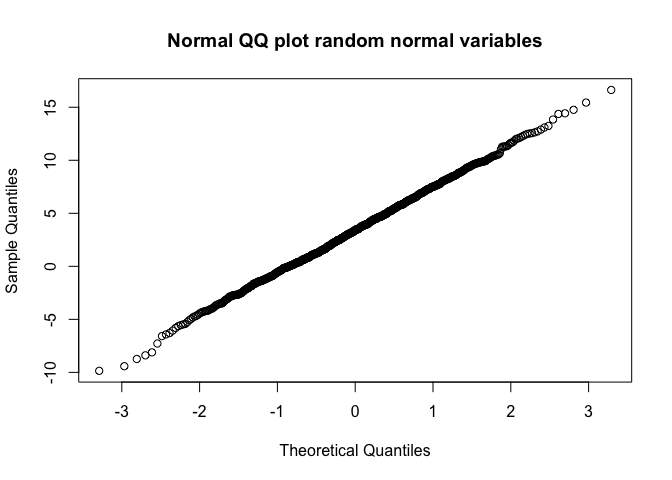 Normal QQ plot random normal variables
Sample Quantiles
15
10
5
0
-5
-10
-3 -2 -1 0 1 2 3
Theoretical Quantiles